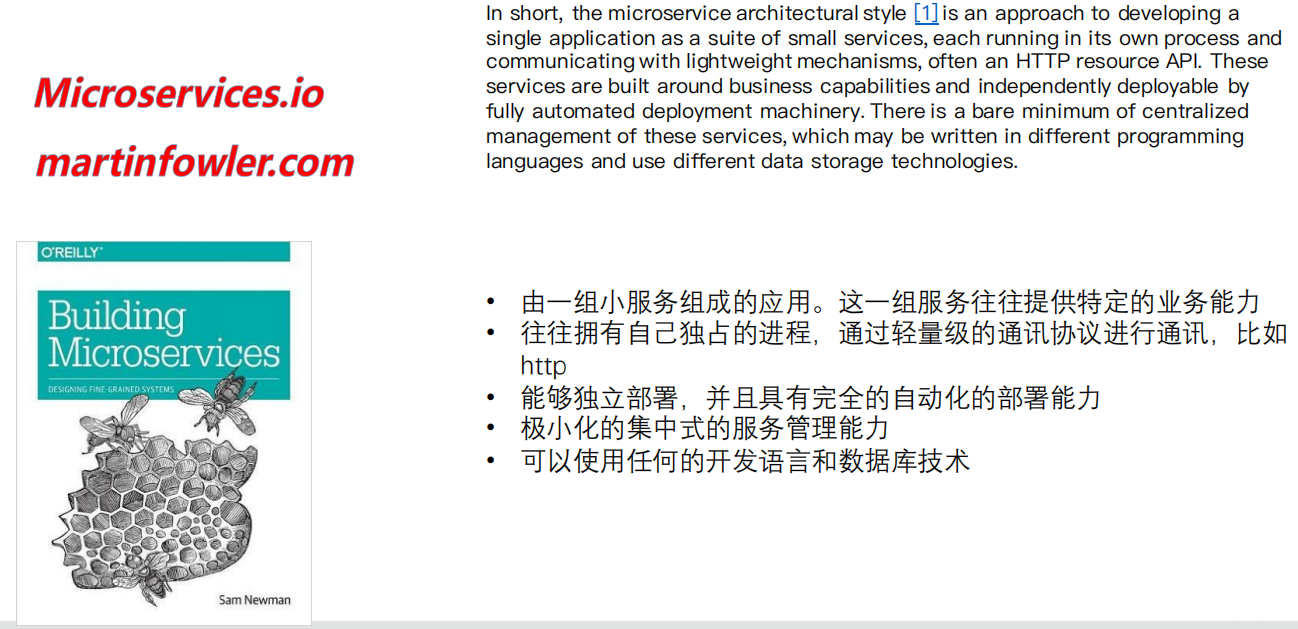 In short, the microservice architectural style [1] is an approach to developing a
single application as a suite of small services, each running in its own process and
communicating with lightweight mechanisms, often an HTTP resource API. These
services are built around business capabilities and independently deployable by
fully automated deployment machinery. There is a bare minimum of centralized
management of these services, which may be written in different programming
languages and use different data storage technologies.
Microservices.io
martinfowler.com
O'REILLY
Building
Microservices
DESIGNING FINE-GRAINED SYSTEMS
Sam Newman
• 由一组小服务组成的应用。这一组服务往往提供特定的业务能力
• 往往拥有自己独占的进程，通过轻量级的通讯协议进行通讯，比如
http
• 能够独立部署，并且具有完全的自动化的部署能力
• 极小化的集中式的服务管理能力
• 可以使用任何的开发语言和数据库技术